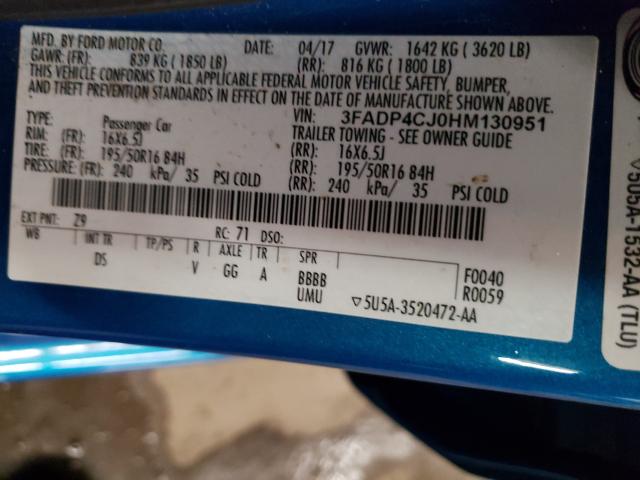 MFD. BY FORD MOTOR CO. DATE: 04/17 GVWR: 1642 KG ( 3620 LB)
GAWR: (FR): 839 KG ( 1850 LB) (RR): 816 KG ( 1800 LB)
THIS VEHICLE CONFORMS TO ALL APPLICABLE FEDERAL MOTOR VEHICLE SAFETY, BUMPER,
AND THEFT PREVENTION STANDARDS IN EFFECT ON THE DATE OF MANUFACTURE SHOWN ABOVE.
VIN: 3FADP4CJ0HM130951
TYPE: Passenger Car TRAILER TOWING - SEE OWNER GUIDE
RIM: (FR): 16X6.5J (RR): 16X6.5J
TIRE: (FR): 195/50R16 84H (RR): 195/50R16 84H
PRESSURE: (FR): 240 kPa/ 35 PSI COLD (RR): 240 kPa/ 35 PSI COLD
EXT PNT: Z9 RC: 71 DSO:
WB INT TR TP/PS R AXLE TR SPR
DS V GG A BBBB F0040
UMU R0059
▽5U5A-3520472-AA
V5U5A-1532-AA (TLU)